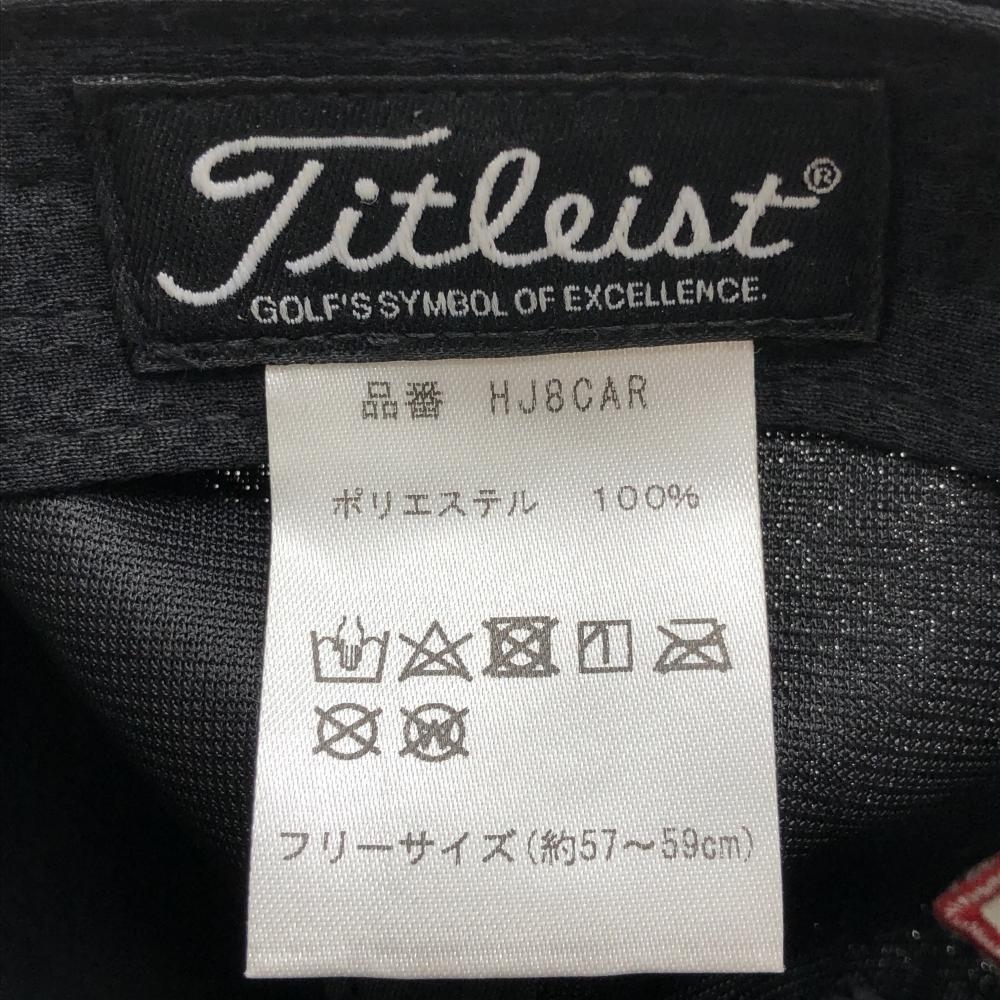 Titleist®
GOLF'S SYMBOL OF EXCELLENCE.
品番 HJ8CAR
ポリエステル 100%
W
フリーサイズ(約57〜59cm)